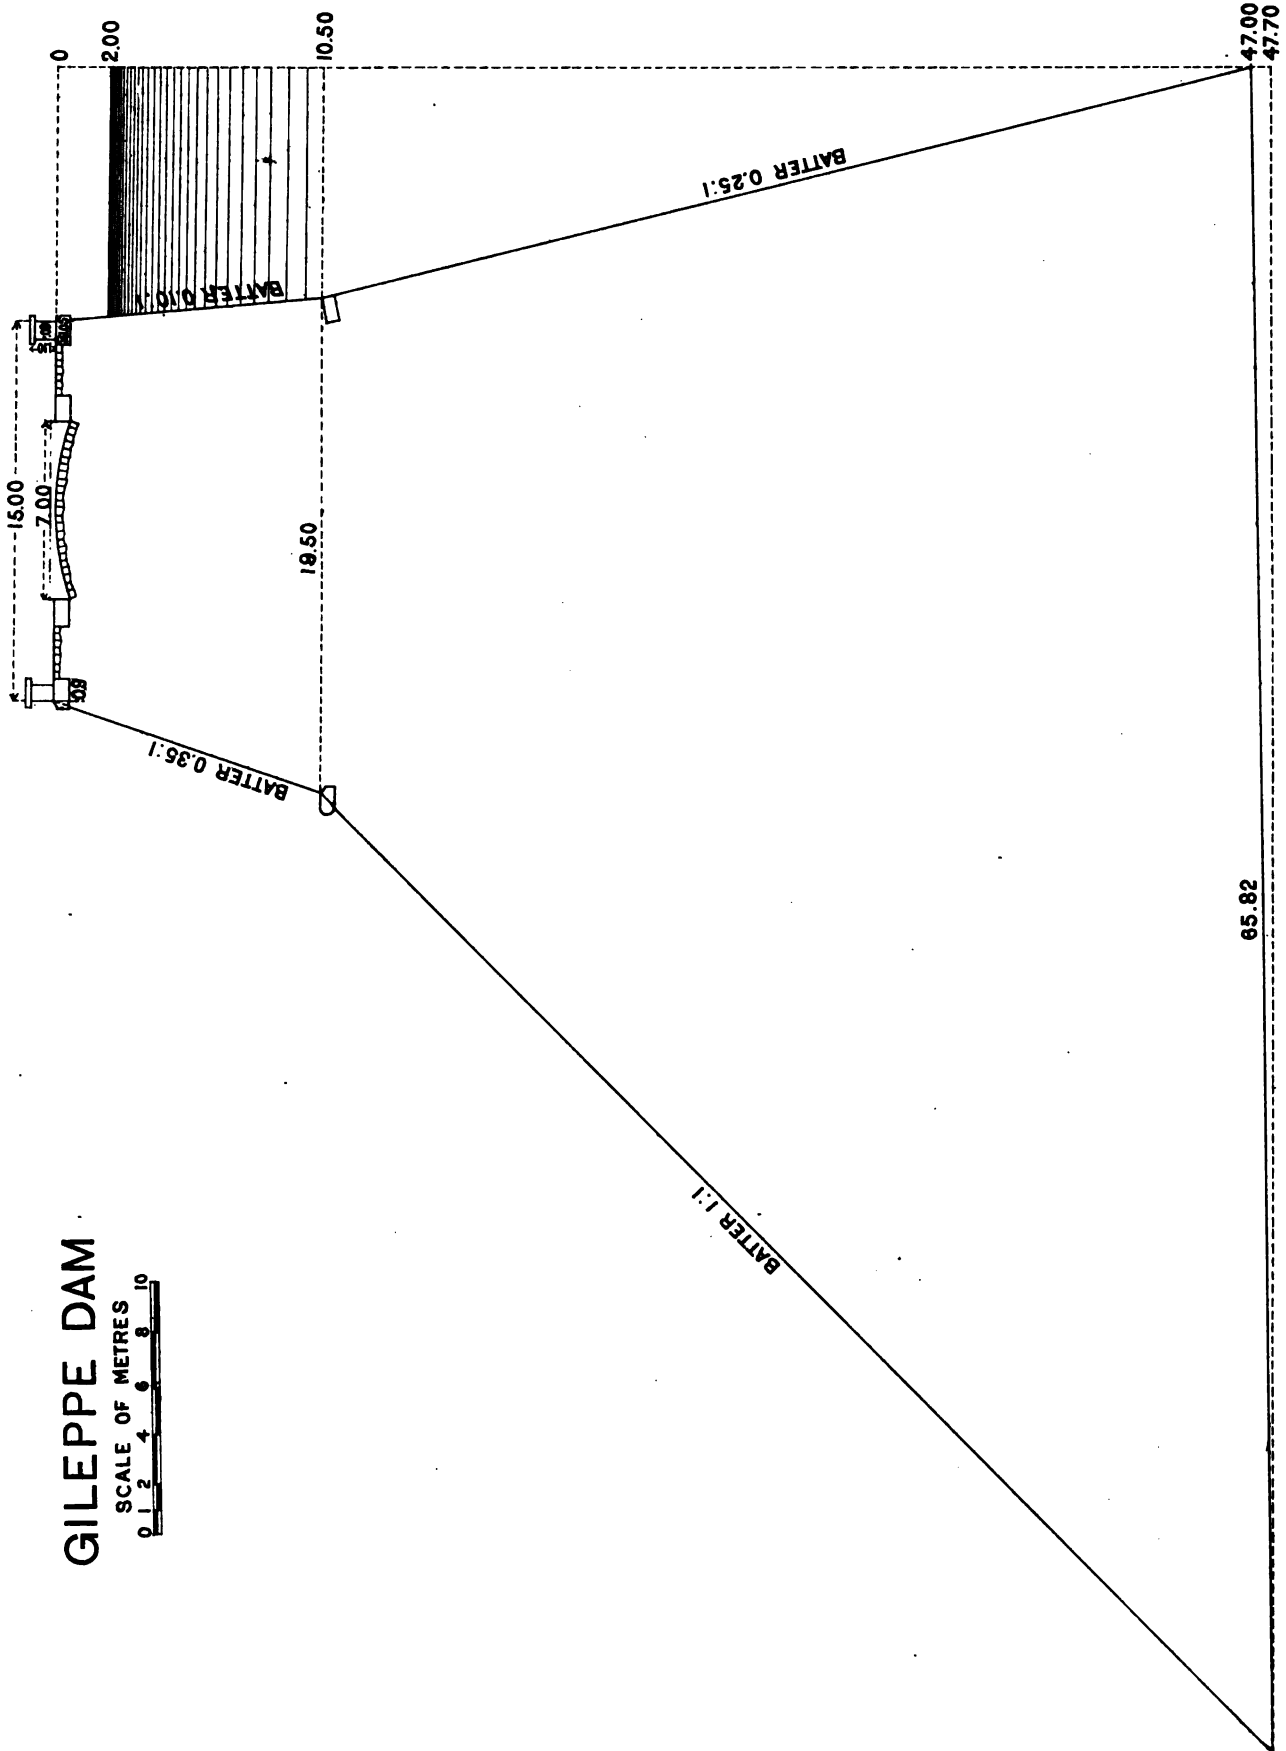 GILEPPE DAM
SCALE OF METRES
0 1 2 4 6 8 10
15.00
7.00
0
2.00
10.50
BATTER 0.10:1
BATTER 0.35:1
19.50
BATTER 0.25:1
BATTER 1:1
65.82
47.00
47.70